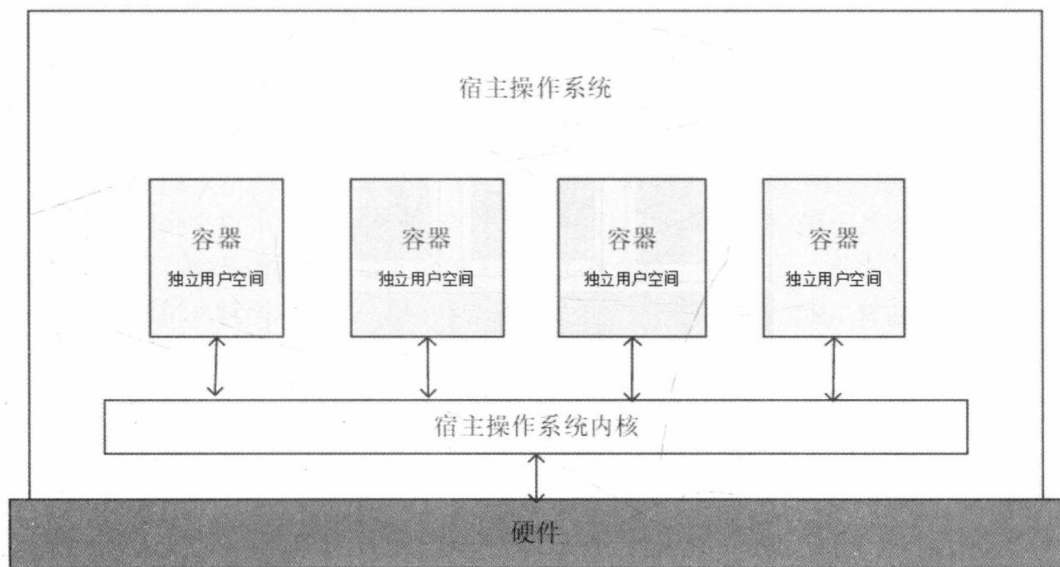 宿主操作系统
容器
独立用户空间
容器
独立用户空间
容器
独立用户空间
容器
独立用户空间
宿主操作系统内核
硬件